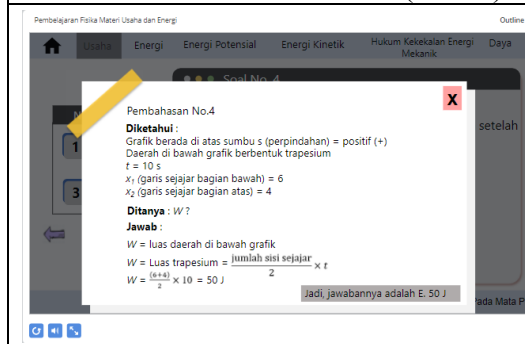 Pembelajaran Fisika Materi Usaha dan Energi
Outline
Usaha Energi Energi Potensial Energi Kinetik Hukum Kekekalan Energi Mekanik Daya
Soal No. 4
X
setelah
1
3
Pembahasan No.4
Diketahui :
Grafik berada di atas sumbu s (perpindahan) = positif (+)
Daerah di bawah grafik berbentuk trapesium
t = 10 s
x₁ (garis sejajar bagian bawah) = 6
x₂ (garis sejajar bagian atas) = 4
Ditanya : W ?
Jawab :
W = luas daerah di bawah grafik
W = Luas trapesium = jumlah sisi sejajar / 2 × t
W = (6+4) / 2 × 10 = 50 J
Jadi, jawabannya adalah E. 50 J
Pada Mata P